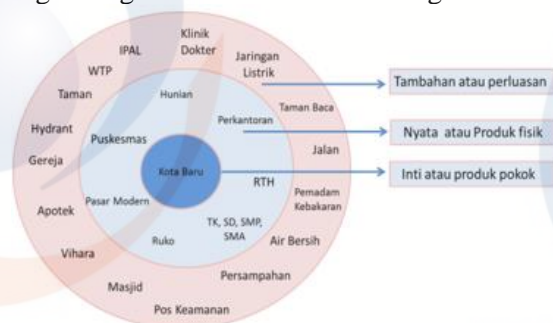 Klinik
Dokter
IPAL
Jaringan
Listrik
WTP
Tambahan atau perluasan
Hunian
Taman
Taman Baca
Perkantoran
Hydrant
Nyata atau Produk fisik
Puskesmas
Jalan
Gereja
Kota Baru
Inti atau produk pokok
RTH
Pemadam
Kebakaran
Pasar Modern
Apotek
TK, SD, SMP,
SMA
Ruko
Air Bersih
Vihara
Persampahan
Masjid
Pos Keamanan